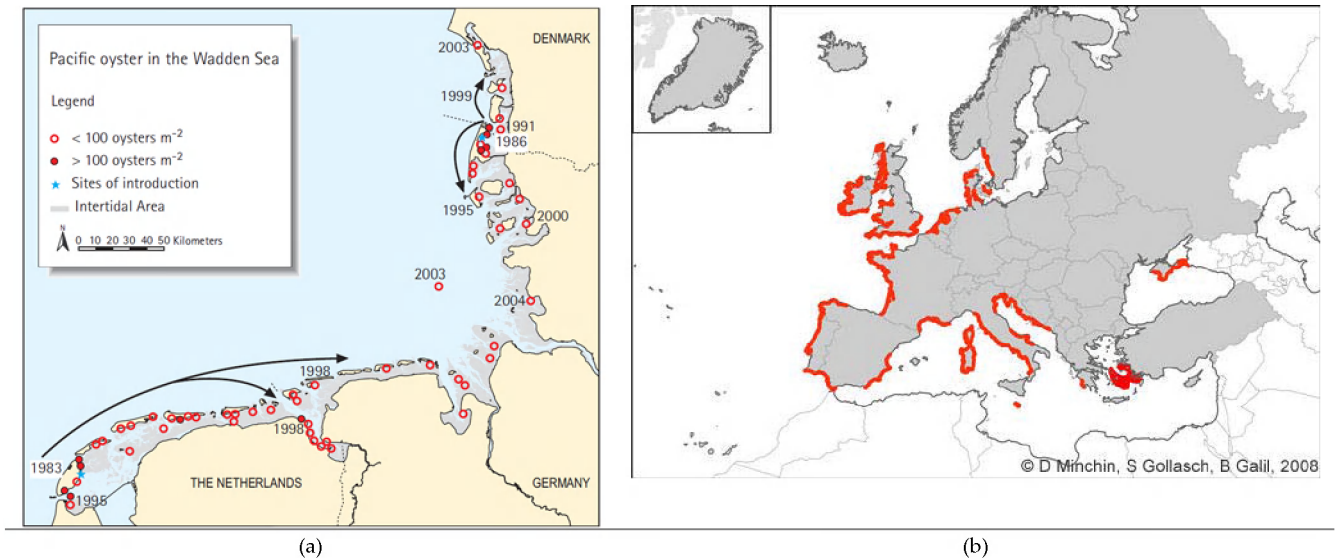 Pacific oyster in the Wadden Sea
Legend
< 100 oysters m-2
> 100 oysters m-2
Sites of introduction
Intertidal Area
N
0 10 20 30 40 50 Kilometers
DENMARK
2003
1999
1991
1986
1995
2000
2003
2004
1998
1998
1983
1995
THE NETHERLANDS
GERMANY
© D Minchin, S Gollasch, B Galil, 2008
(a)
(b)